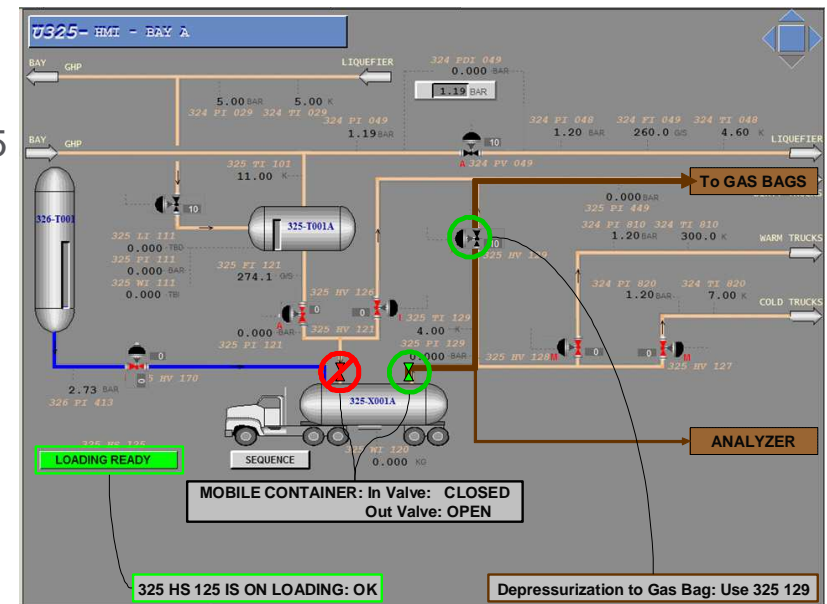 U325- HMI - BAY A
BAY
GHP
LIQUEFIER
324 PDI 049
0.000 BAR
1.19 BAR
5.00 BAR
5.00 K
324 PI 029
324 TI 029
324 PI 049
1.19 BAR
324 PI 048
1.20 BAR
324 FI 049
260.0 G/S
324 TI 048
4.60 K
5
BAY
GHP
10
A 324 PV 049
LIQUEFIER
325 TI 101
11.00 K
To GAS BAGS
326-T001
10
325-T001A
0.000 BAR
325 PI 449
324 PI 810
1.20 BAR
324 TI 810
300.0 K
WARM TRUCKS
10
325 HV 129
325 LI 111
0.000 TBD
325 PI 111
0.000 BAR
325 WI 111
0.000
325 FI 121
274.1 G/S
325 HV 126
0
A
0
I
324 PI 820
1.20 BAR
324 TI 820
7.00 K
COLD TRUCKS
0.000 BAR
325 PI 121
325 HV 121
325 TI 129
4.00 K
325 PI 129
0.000 BAR
325 HV 128
0
M
0
M
325 HV 127
0
0
HV 170
2.73 BAR
326 PI 413
325-X001A
325 HS 125
LOADING READY
SEQUENCE
325 WI 120
0.000 KG
ANALYZER
MOBILE CONTAINER: In Valve: CLOSED
Out Valve: OPEN
325 HS 125 IS ON LOADING: OK
Depressurization to Gas Bag: Use 325 129